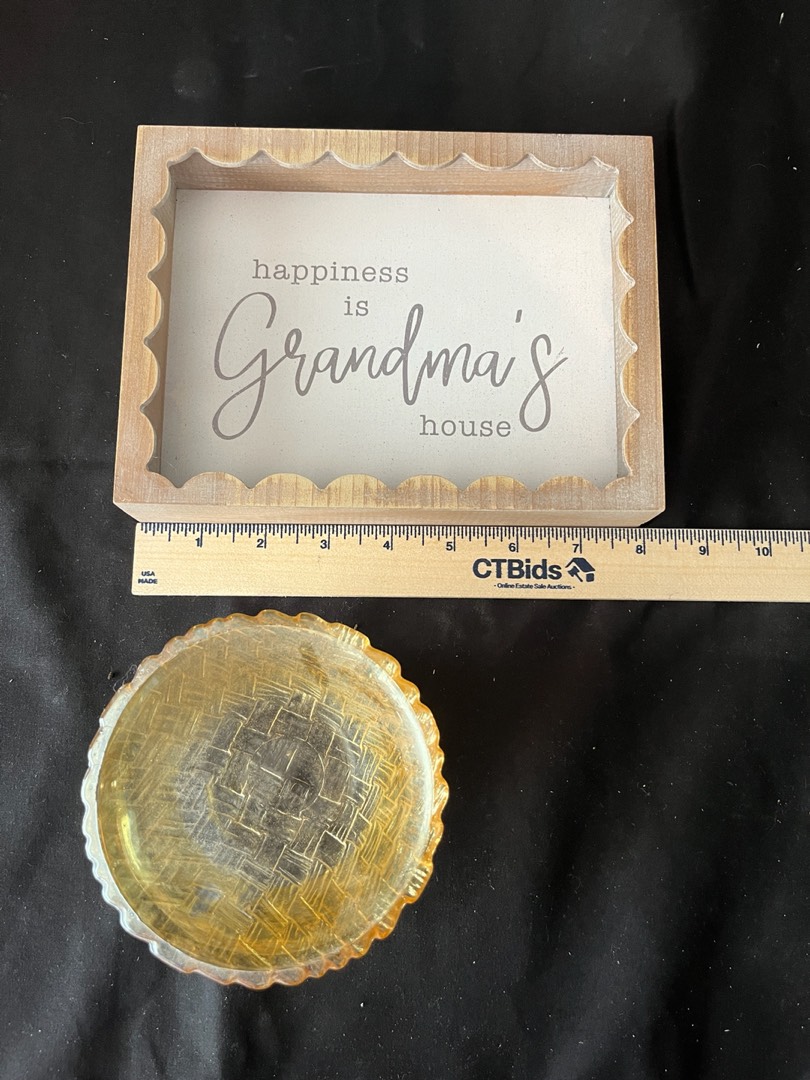 happiness
is
Grandma's
house
1 2 3 4 5 6 7 8 9 10
USA
MADE
CTBids
- Online Estate Sale Auctions -